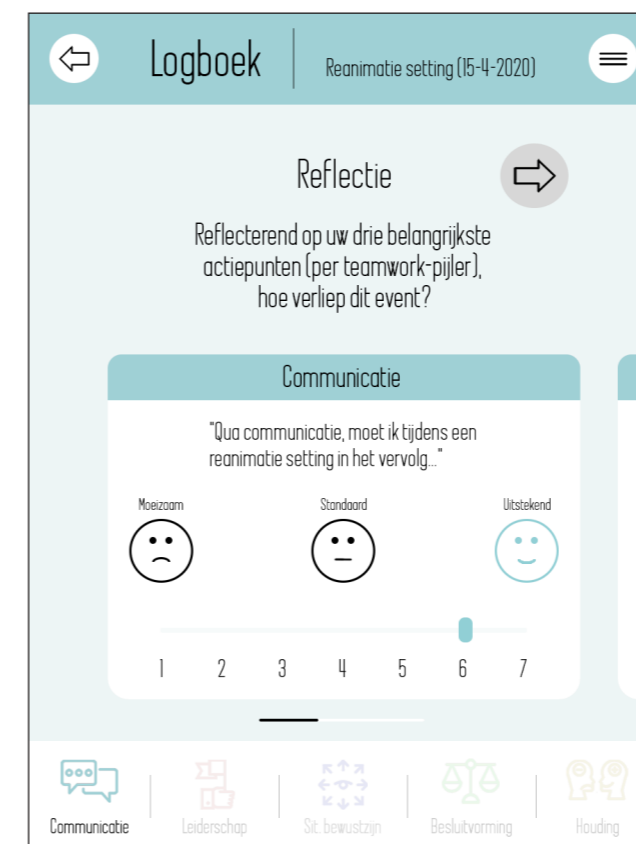 Logboek
Reanimatie setting (15-4-2020)
Reflectie
Reflecterend op uw drie belangrijkste
actiepunten (per teamwork-pijler),
hoe verliep dit event?
Communicatie
"Qua communicatie, moet ik tijdens een
reanimatie setting in het vervolg..."
Moeizaam Standaard Uitstekend
1 2 3 4 5 6 7
Communicatie Leiderschap Sit. bewustzijn Besluitvorming Houding